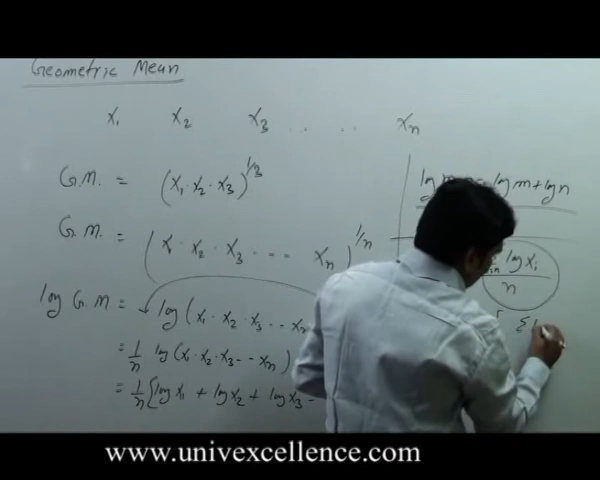 Geometric Mean
x₁ x₂ x₃ .. .. xₙ
G.M. = (x₁ · x₂ · x₃)^1/3
G.M. = (x · x₂ · x₃ ---- xₙ)^1/n
log G.M = log(x₁ · x₂ · x₃ -- xₙ
= 1/n log(x₁ · x₂ · x₃ -- xₙ)
= 1/n {log x₁ + log x₂ + log x₃ -
log m+log n
log xᵢ
n
Σ
www.univexcellence.com